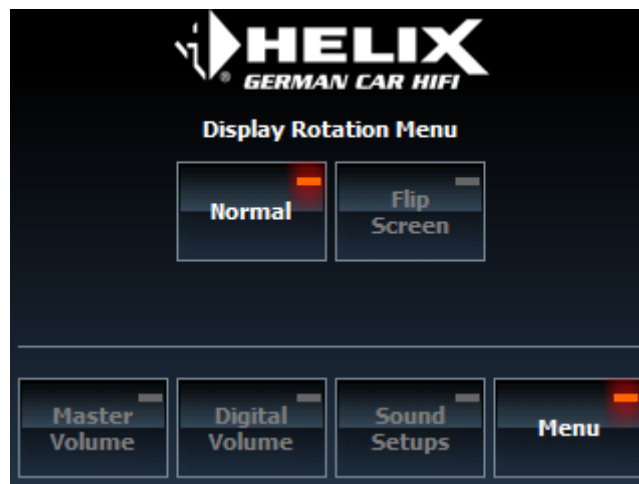 HELIX
GERMAN CAR HIFI
Display Rotation Menu
Normal
Flip
Screen
Master
Volume
Digital
Volume
Sound
Setups
Menu